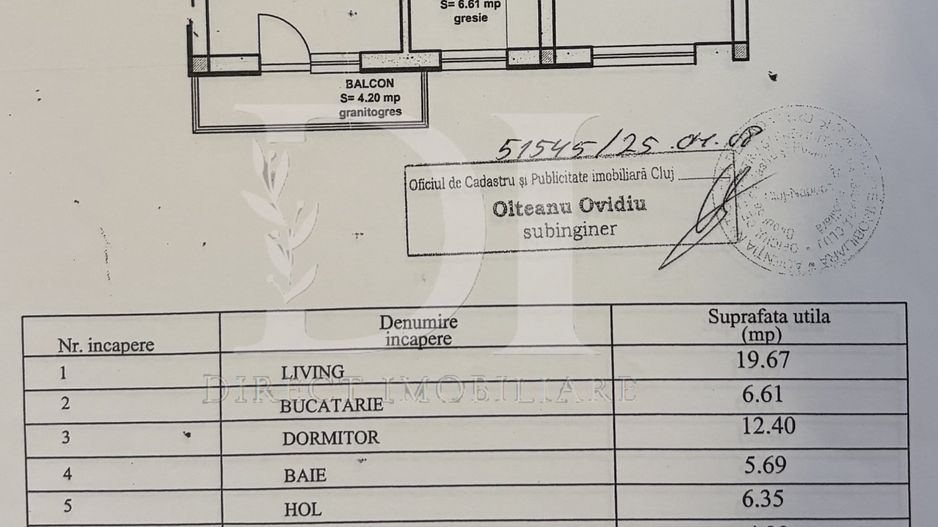 S= 6.61 mp
gresie
BALCON
S= 4.20 mp
granitogres
51545/25.04.08
Oficiul de Cadastru și Publicitate imobiliară Cluj
Olteanu Ovidiu
subinginer
DI
DIRECT IMOBILIARE
Nr. incapere Denumire incapere Suprafata utila (mp)
1 LIVING 19.67
2 BUCATARIE 6.61
3 DORMITOR 12.40
4 BAIE 5.69
5 HOL 6.35